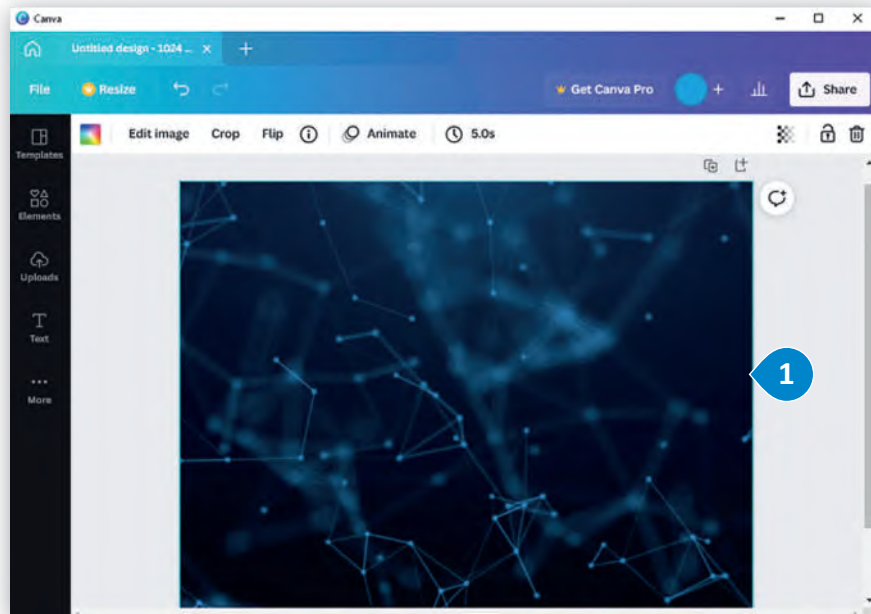 Canva
Untitled design - 1024 ...
File
Resize
Get Canva Pro
Share
Templates
Edit image
Crop
Flip
Animate
5.0s
Elements
Uploads
Text
More
1